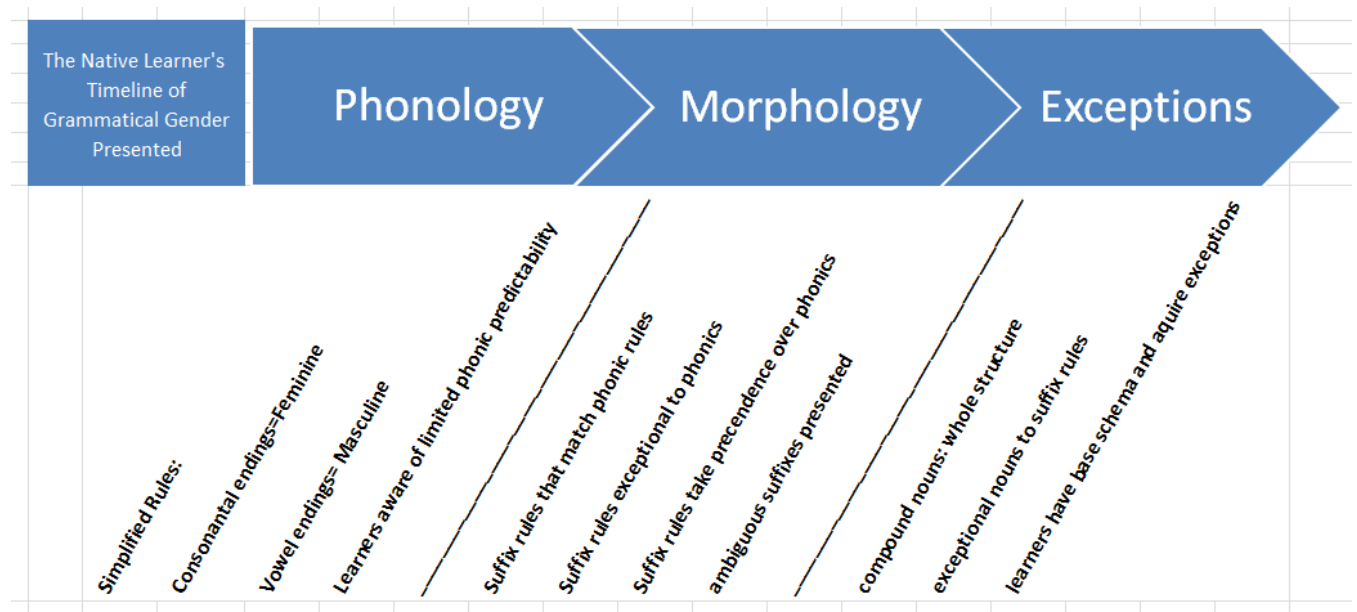 The Native Learner's
Timeline of
Grammatical Gender
Presented
Phonology
Morphology
Exceptions
Simplified Rules:
Consonantal endings=Feminine
Vowel endings= Masculine
Learners aware of limited phonic predictability
Suffix rules that match phonic rules
Suffix rules exceptional to phonics
Suffix rules take precendence over phonics
ambiguous suffixes presented
compound nouns: whole structure
exceptional nouns to suffix rules
learners have base schema and aquire exceptions